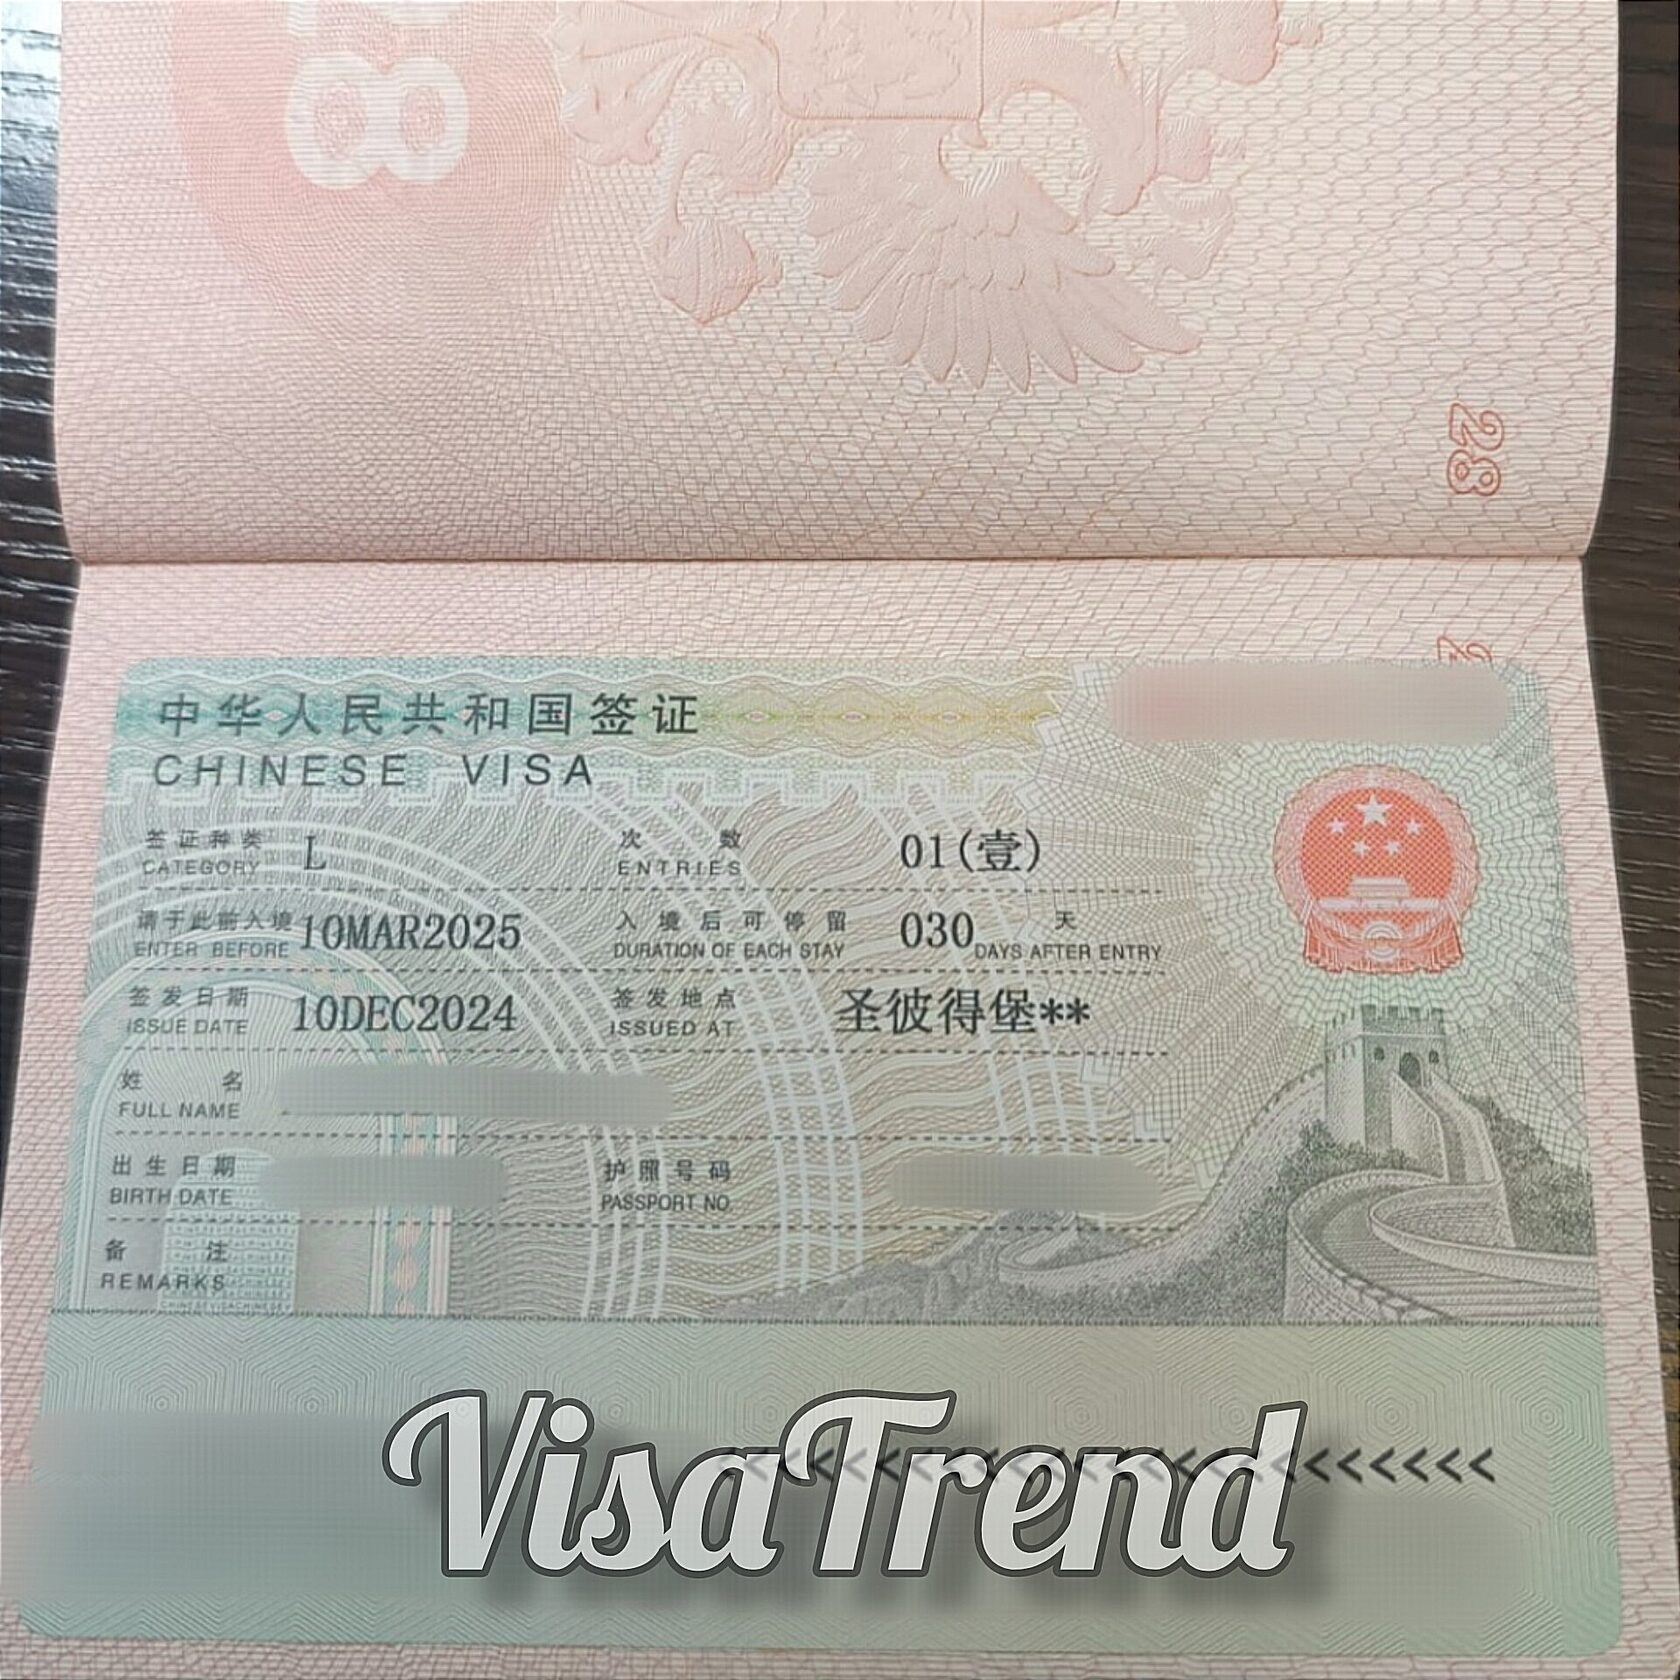 28
中华人民共和国签证
CHINESE VISA
签证种类 L 次数 01(壹)
CATEGORY ENTRIES
请于此前入境 10MAR2025 入境后可停留 030 天
ENTER BEFORE DURATION OF EACH STAY DAYS AFTER ENTRY
签发日期 10DEC2024 签发地点 圣彼得堡**
ISSUE DATE ISSUED AT
姓名
FULL NAME
出生日期 护照号码
BIRTH DATE PASSPORT NO
备注
REMARKS
VisaTrend